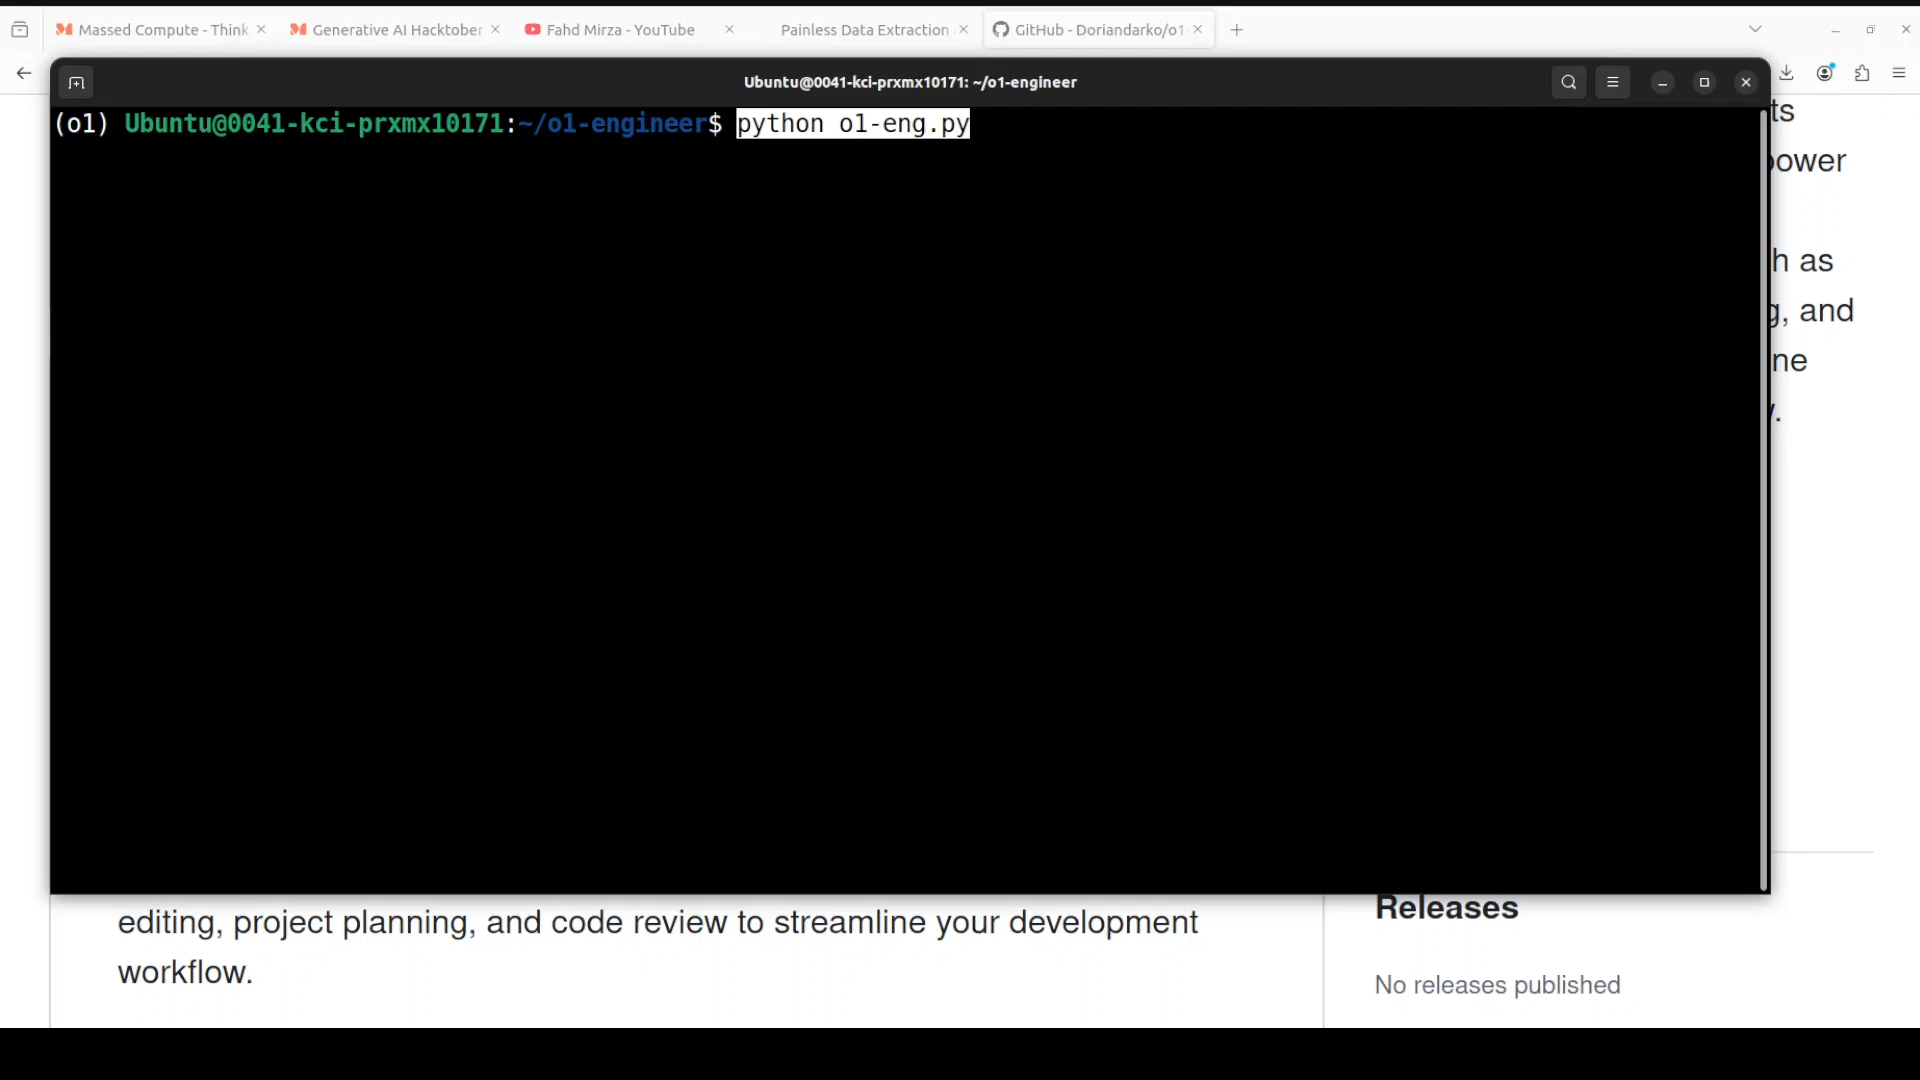 Massed Compute - Think
Generative AI Hacktober
Fahd Mirza - YouTube
Painless Data Extraction
GitHub - Doriandarko/o1-
Ubuntu@0041-kci-prxmx10171: ~/o1-engineer
(o1) Ubuntu@0041-kci-prxmx10171:~/o1-engineer$ python o1-eng.py
ts
power
h as
g, and
ne
editing, project planning, and code review to streamline your development
workflow.
Releases
No releases published